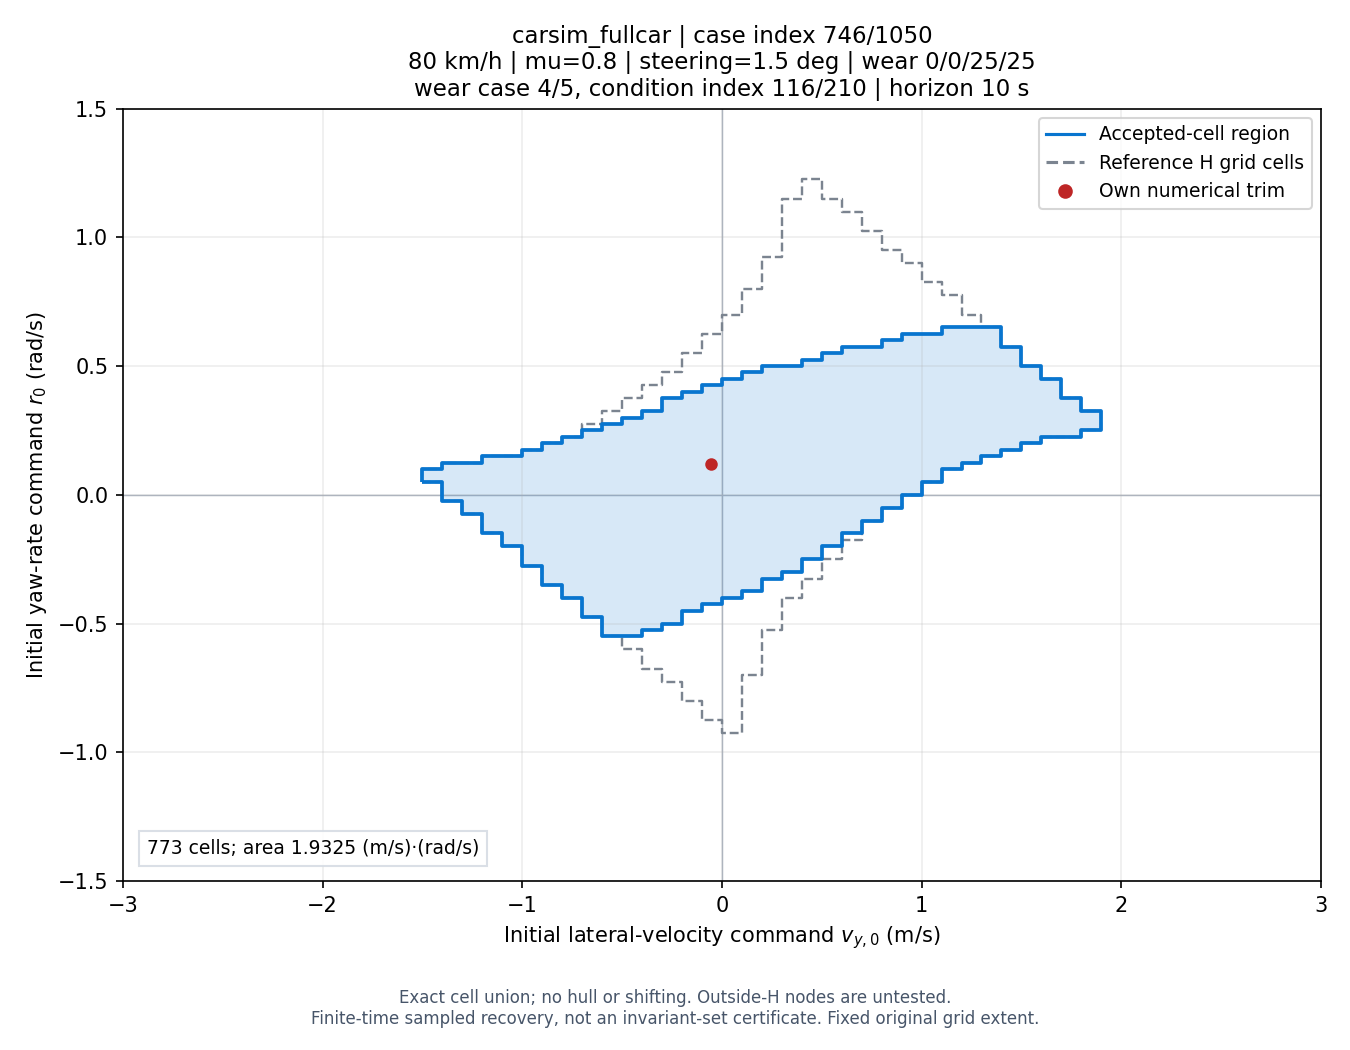 carsim_fullcar | case index 746/1050
80 km/h | mu=0.8 | steering=1.5 deg | wear 0/0/25/25
wear case 4/5, condition index 116/210 | horizon 10 s
Accepted-cell region
Reference H grid cells
Own numerical trim
1.5
1.0
0.5
0.0
−0.5
−1.0
−1.5
Initial yaw-rate command r0 (rad/s)
773 cells; area 1.9325 (m/s)·(rad/s)
−3
−2
−1
0
1
2
3
Initial lateral-velocity command vy,0 (m/s)
Exact cell union; no hull or shifting. Outside-H nodes are untested.
Finite-time sampled recovery, not an invariant-set certificate. Fixed original grid extent.